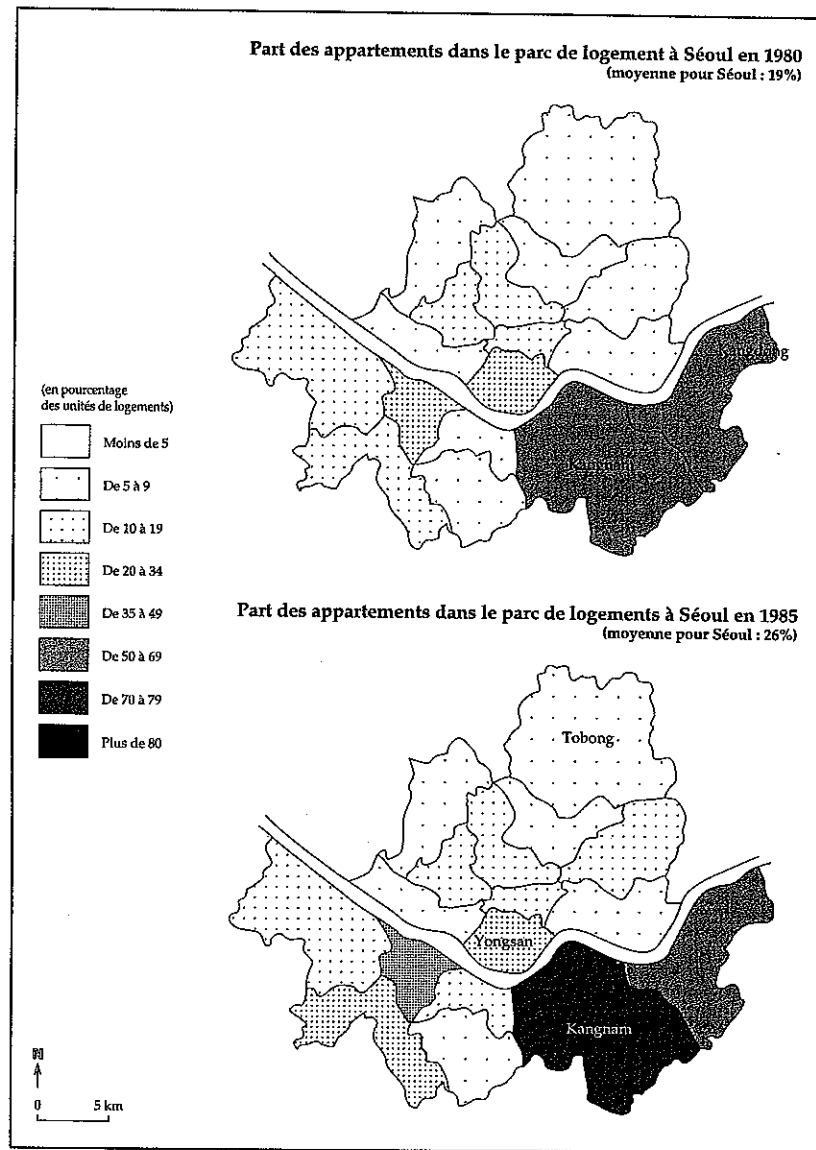 Part des appartements dans le parc de logement à Séoul en 1980
(moyenne pour Séoul : 19%)
Kangdong
Kangnam
(en pourcentage
des unités de logements)
Moins de 5
De 5 à 9
De 10 à 19
De 20 à 34
De 35 à 49
De 50 à 69
De 70 à 79
Plus de 80
Part des appartements dans le parc de logements à Séoul en 1985
(moyenne pour Séoul : 26%)
Tobong
Yongsan
Kangnam
N
0 5 km